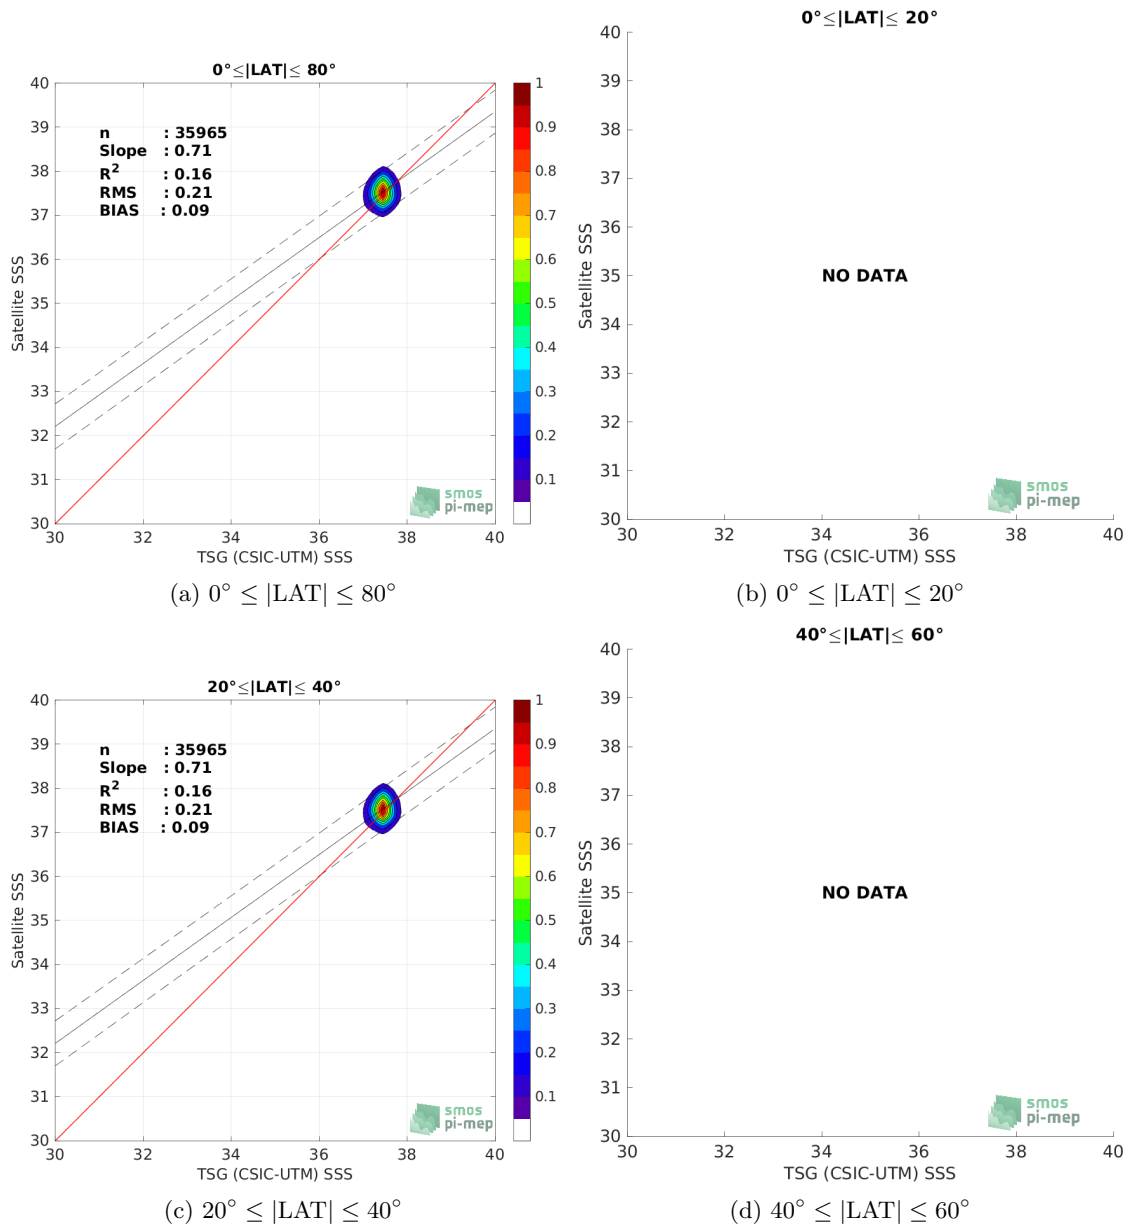 0°≤|LAT|≤ 80°
40
39
38
37
36
35
34
33
32
31
30
Satellite SSS
n : 35965
Slope : 0.71
R2 : 0.16
RMS : 0.21
BIAS : 0.09
smos
pi-mep
30 32 34 36 38 40
TSG (CSIC-UTM) SSS
1
0.9
0.8
0.7
0.6
0.5
0.4
0.3
0.2
0.1
(a) 0° ≤ |LAT| ≤ 80°
0°≤|LAT|≤ 20°
40
39
38
37
36
35
34
33
32
31
30
Satellite SSS
NO DATA
smos
pi-mep
30 32 34 36 38 40
TSG (CSIC-UTM) SSS
(b) 0° ≤ |LAT| ≤ 20°
20°≤|LAT|≤ 40°
40
39
38
37
36
35
34
33
32
31
30
Satellite SSS
n : 35965
Slope : 0.71
R2 : 0.16
RMS : 0.21
BIAS : 0.09
smos
pi-mep
30 32 34 36 38 40
TSG (CSIC-UTM) SSS
1
0.9
0.8
0.7
0.6
0.5
0.4
0.3
0.2
0.1
(c) 20° ≤ |LAT| ≤ 40°
40°≤|LAT|≤ 60°
40
39
38
37
36
35
34
33
32
31
30
Satellite SSS
NO DATA
smos
pi-mep
30 32 34 36 38 40
TSG (CSIC-UTM) SSS
(d) 40° ≤ |LAT| ≤ 60°